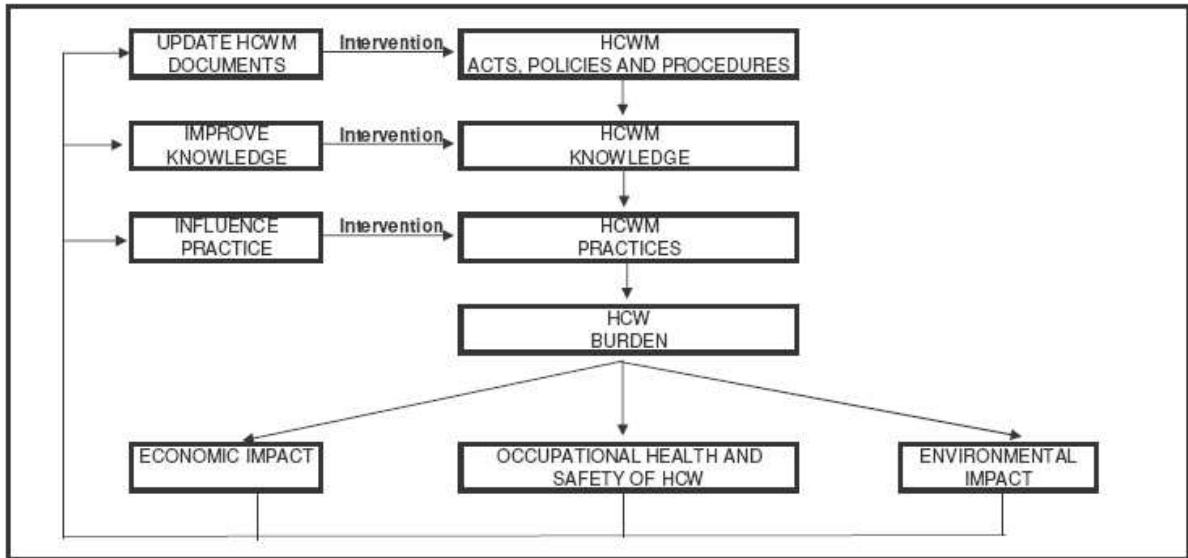 UPDATE HCWM
DOCUMENTS
Intervention
HCWM
ACTS, POLICIES AND PROCEDURES
IMPROVE
KNOWLEDGE
Intervention
HCWM
KNOWLEDGE
INFLUENCE
PRACTICE
Intervention
HCWM
PRACTICES
HCW
BURDEN
ECONOMIC IMPACT
OCCUPATIONAL HEALTH AND
SAFETY OF HCW
ENVIRONMENTAL
IMPACT